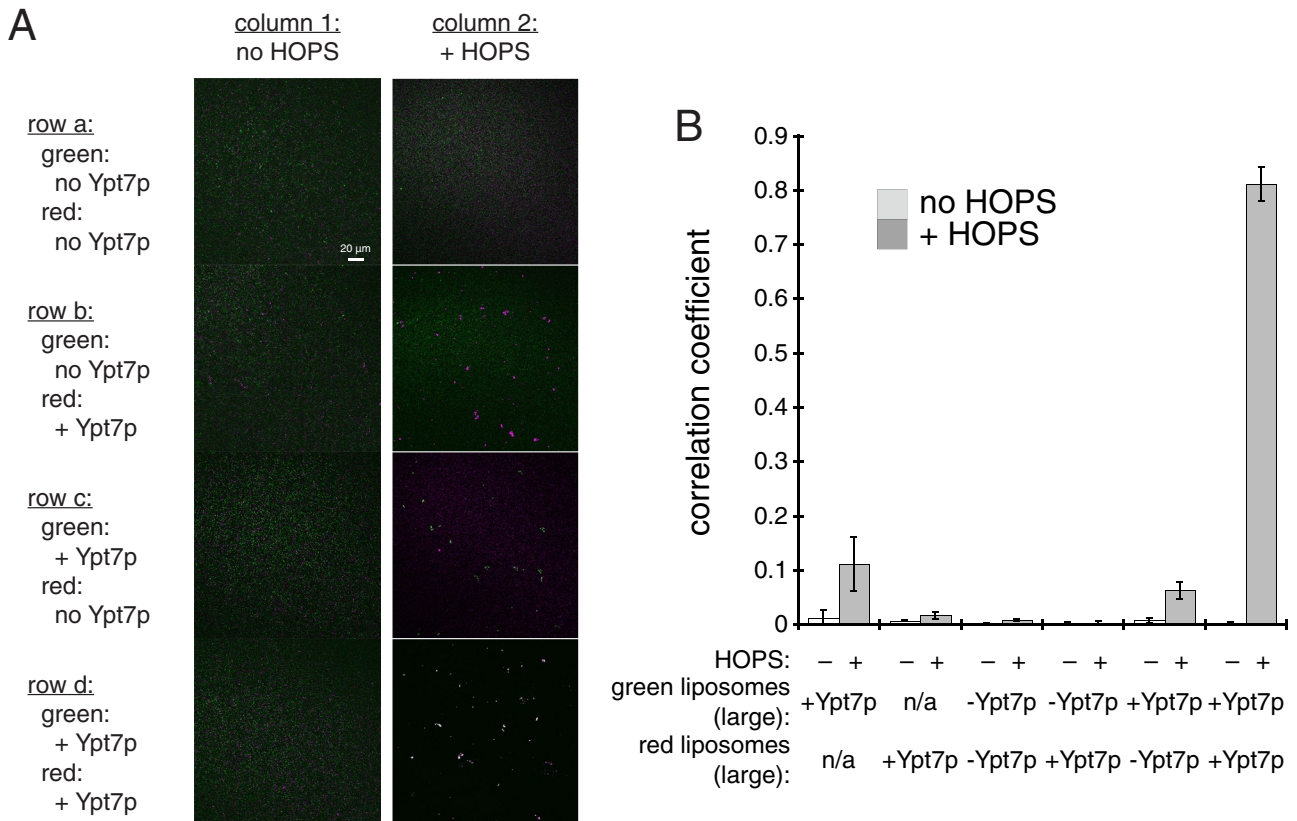 A
column 1:
no HOPS
column 2:
+ HOPS
row a:
green:
no Ypt7p
red:
no Ypt7p
20 µm
row b:
green:
no Ypt7p
red:
+ Ypt7p
row c:
green:
+ Ypt7p
red:
no Ypt7p
row d:
green:
+ Ypt7p
red:
+ Ypt7p
B
correlation coefficient
0.9
0.8
0.7
0.6
0.5
0.4
0.3
0.2
0.1
0
no HOPS
+ HOPS
HOPS: – + – + – + – + – + – +
green liposomes
(large): +Ypt7p n/a -Ypt7p -Ypt7p +Ypt7p +Ypt7p
red liposomes
(large): n/a +Ypt7p -Ypt7p +Ypt7p -Ypt7p +Ypt7p